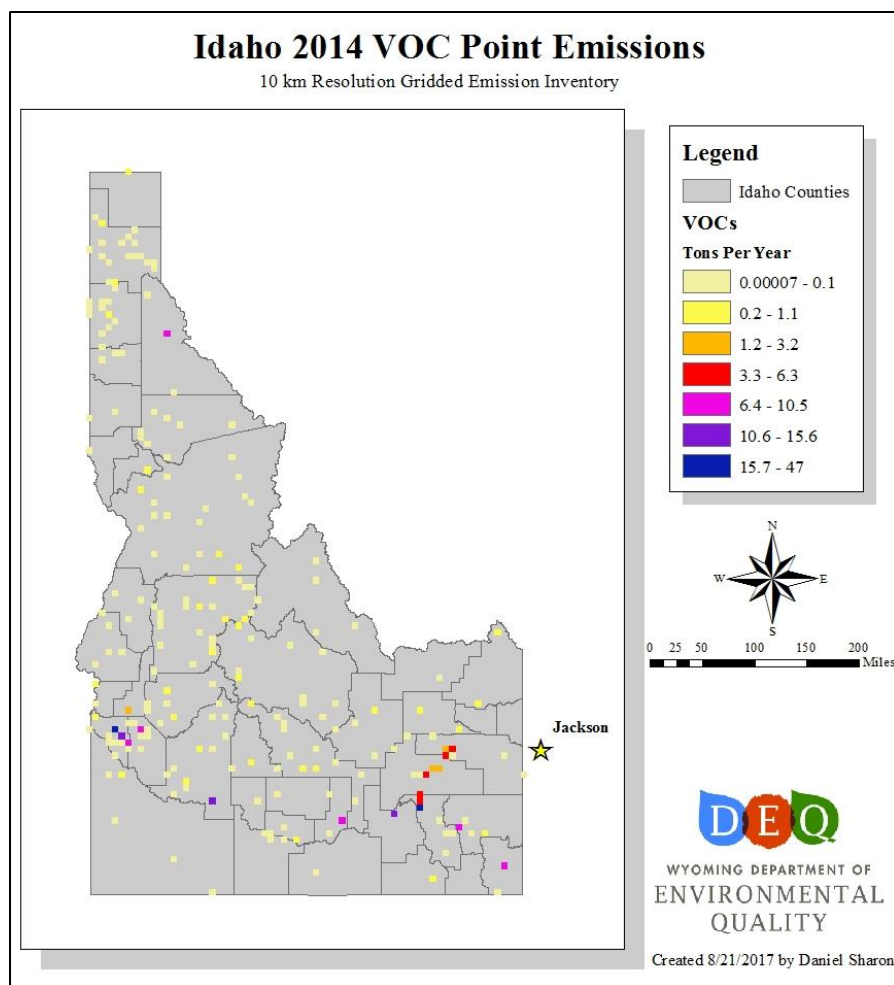 Idaho 2014 VOC Point Emissions
10 km Resolution Gridded Emission Inventory
Legend
Idaho Counties
VOCs
Tons Per Year
0.00007 - 0.1
0.2 - 1.1
1.2 - 3.2
3.3 - 6.3
6.4 - 10.5
10.6 - 15.6
15.7 - 47
N
W
E
S
0 25 50 100 150 200
Miles
Jackson
DEQ
WYOMING DEPARTMENT OF
ENVIRONMENTAL
QUALITY
Created 8/21/2017 by Daniel Sharon